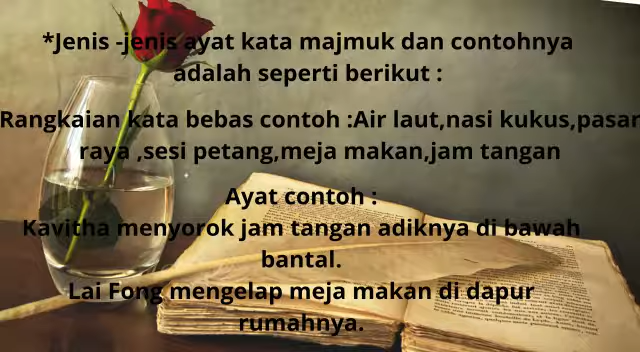 *Jenis -jenis ayat kata majmuk dan contohnya
adalah seperti berikut :
Rangkaian kata bebas contoh :Air laut,nasi kukus,pasar
raya ,sesi petang,meja makan,jam tangan
Ayat contoh :
Kavitha menyorok jam tangan adiknya di bawah
bantal.
Lai Fong mengelap meja makan di dapur
rumahnya.